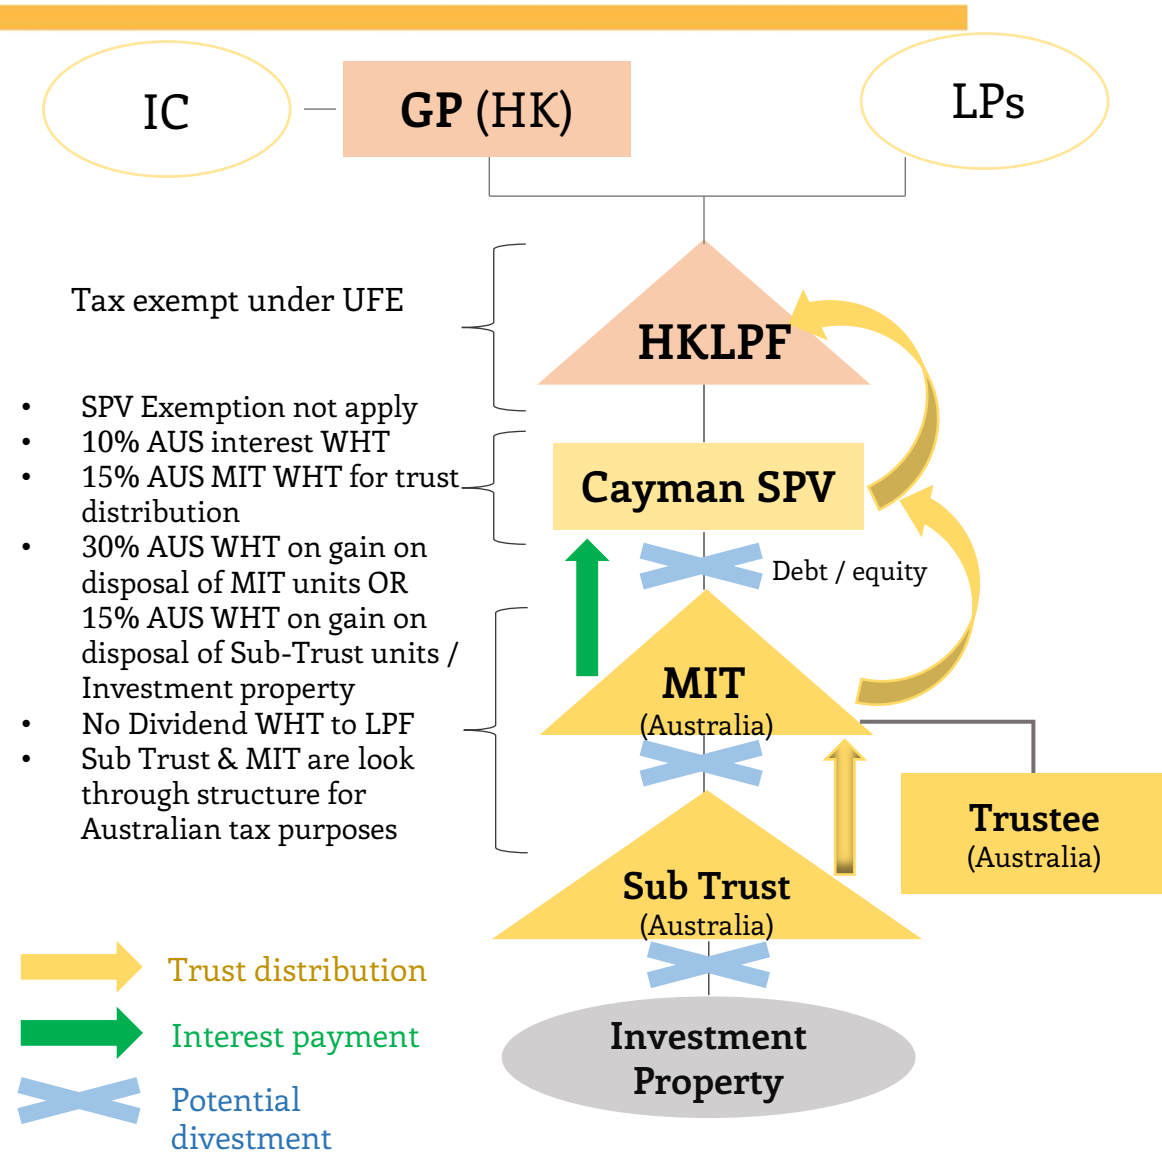 IC
GP (HK)
LPs
Tax exempt under UFE
HKLPF
• SPV Exemption not apply
• 10% AUS interest WHT
• 15% AUS MIT WHT for trust
distribution
• 30% AUS WHT on gain on
disposal of MIT units OR
15% AUS WHT on gain on
disposal of Sub-Trust units /
Investment property
• No Dividend WHT to LPF
• Sub Trust & MIT are look
through structure for
Australian tax purposes
Cayman SPV
Debt / equity
MIT
(Australia)
Trustee
(Australia)
Sub Trust
(Australia)
Investment
Property
Trust distribution
Interest payment
Potential
divestment